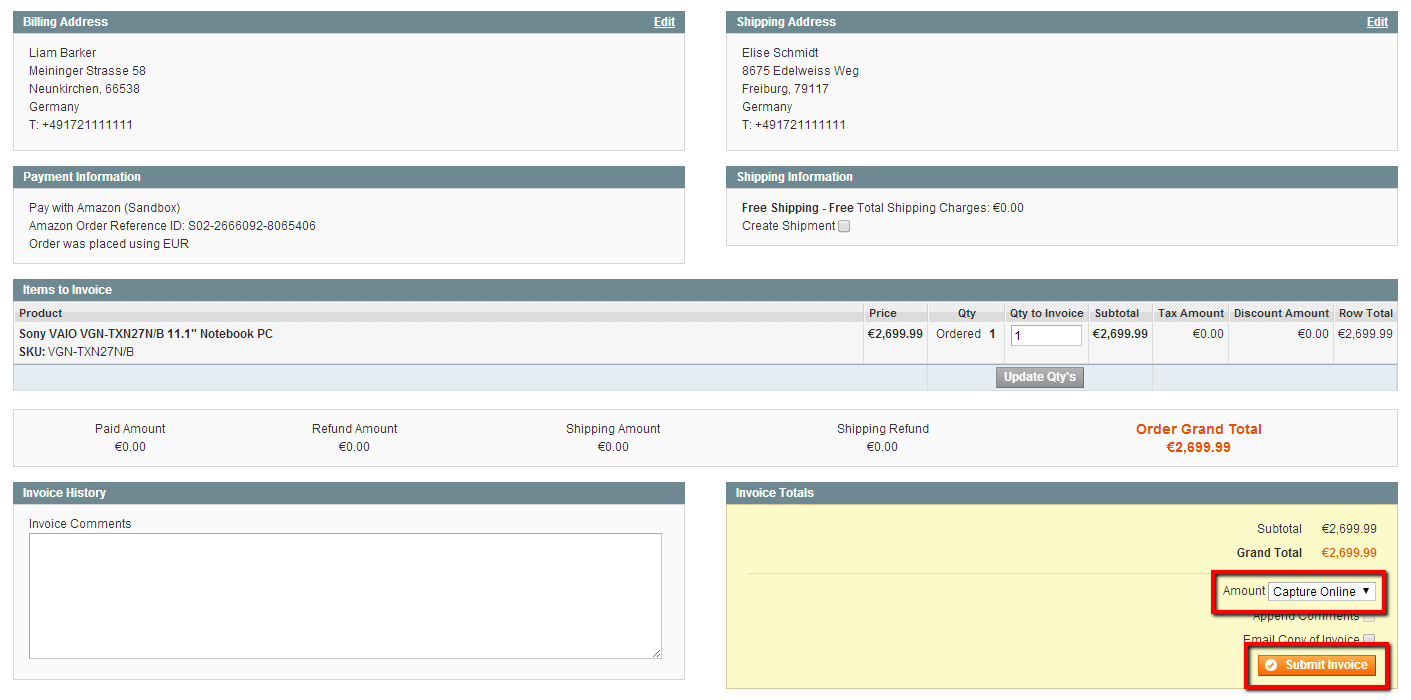 Billing Address Edit
Liam Barker
Meininger Strasse 58
Neunkirchen, 66538
Germany
T: +491721111111
Shipping Address Edit
Elise Schmidt
8675 Edelweiss Weg
Freiburg, 79117
Germany
T: +491721111111
Payment Information
Pay with Amazon (Sandbox)
Amazon Order Reference ID: S02-2666092-8065406
Order was placed using EUR
Shipping Information
Free Shipping - Free Total Shipping Charges: €0.00
Create Shipment
Items to Invoice
Product Price Qty Qty to Invoice Subtotal Tax Amount Discount Amount Row Total
Sony VAIO VGN-TXN27N/B 11.1" Notebook PC €2,699.99 Ordered 1 1 €2,699.99 €0.00 €0.00 €2,699.99
SKU: VGN-TXN27N/B
Update Qty's
Paid Amount Refund Amount Shipping Amount Shipping Refund Order Grand Total
€0.00 €0.00 €0.00 €0.00 €2,699.99
Invoice History
Invoice Comments
Invoice Totals
Subtotal €2,699.99
Grand Total €2,699.99
Amount Capture Online
Append Comments
Email Copy of Invoice
Submit Invoice